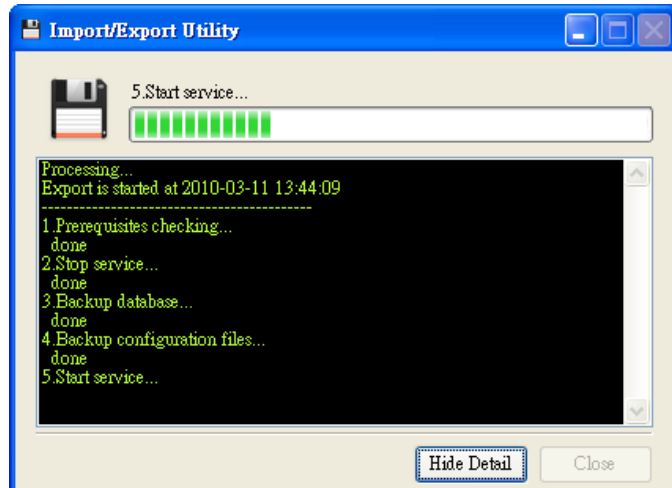 Import/Export Utility
5.Start service...
Processing...
Export is started at 2010-03-11 13:44:09
-------------------------------------------
1.Prerequisites checking...
done
2.Stop service...
done
3.Backup database...
done
4.Backup configuration files...
done
5.Start service...
Hide Detail
Close